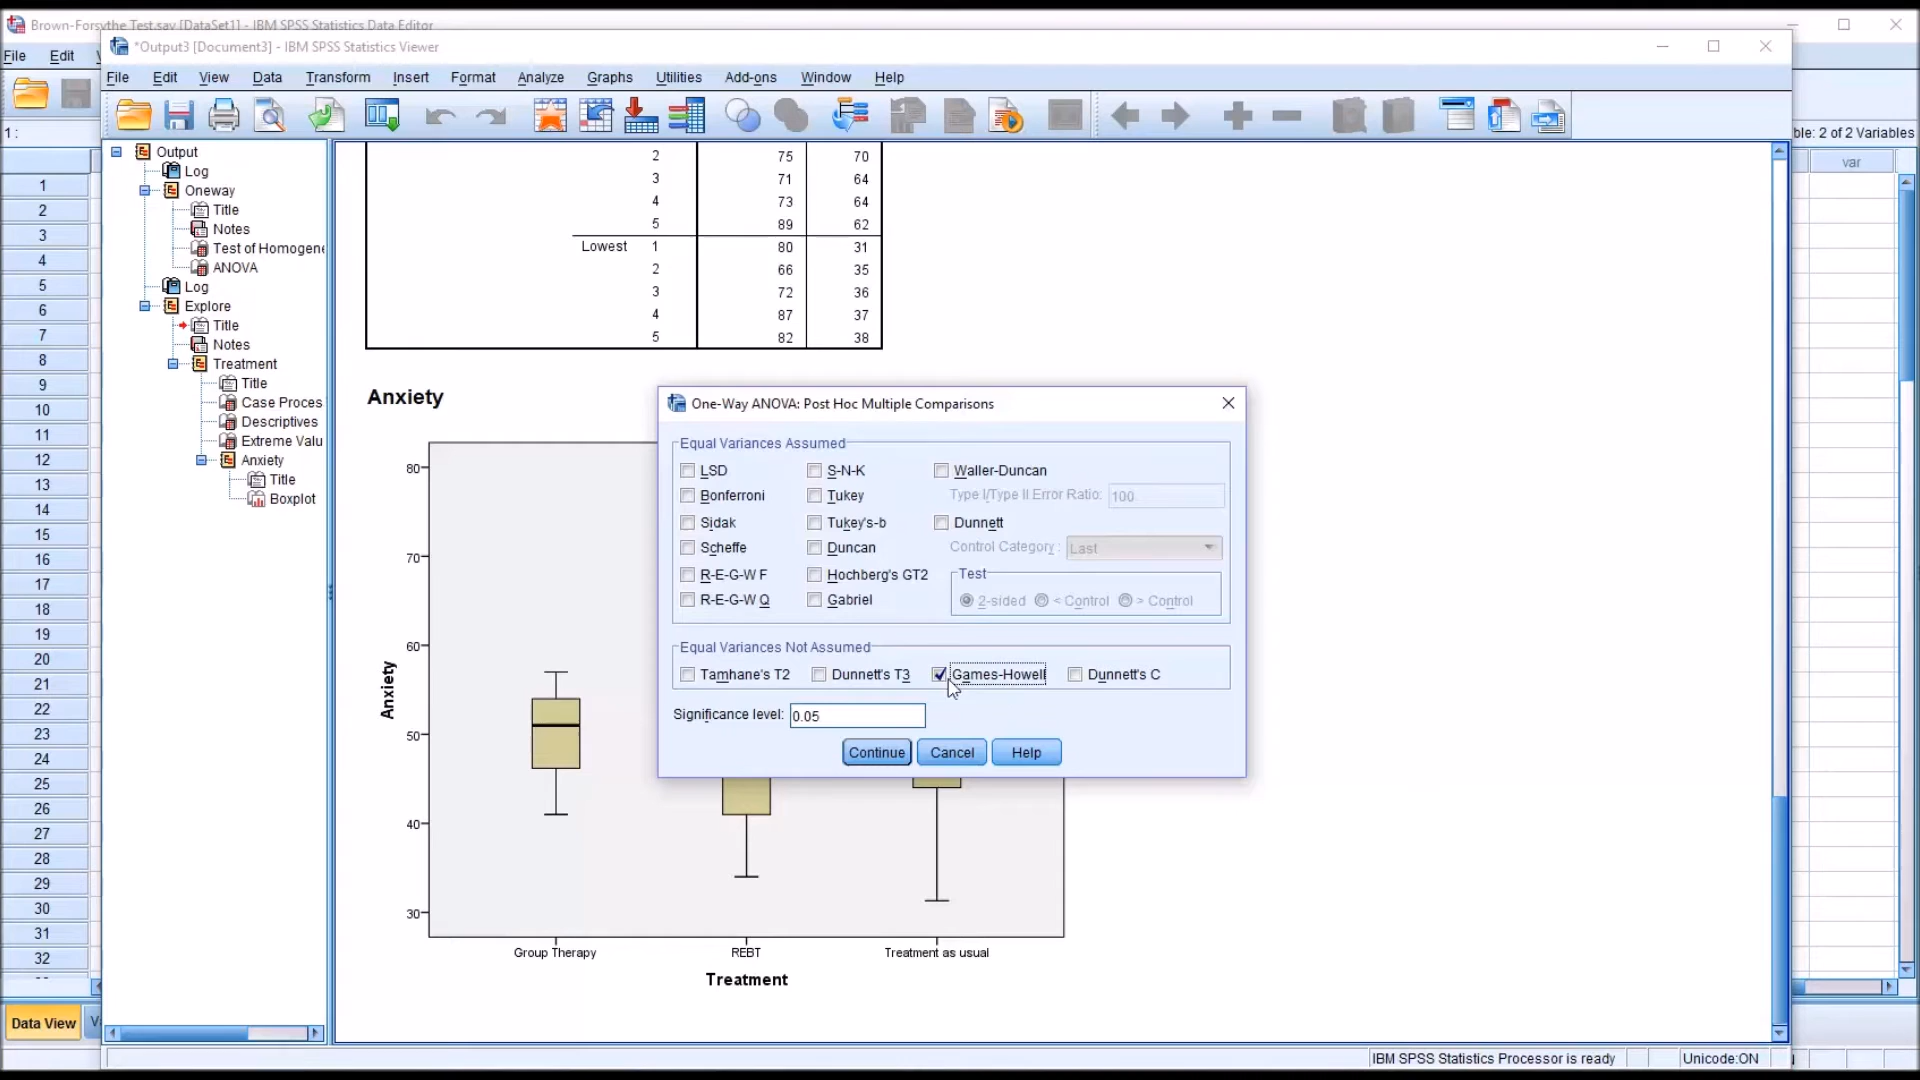 Brown-Forsythe Test.sav [DataSet1] - IBM SPSS Statistics Data Editor
*Output3 [Document3] - IBM SPSS Statistics Viewer
File Edit
File Edit View Data Transform Insert Format Analyze Graphs Utilities Add-ons Window Help
1 :
ble: 2 of 2 Variables
var
1
2
3
4
5
6
7
8
9
10
11
12
13
14
15
16
17
18
19
20
21
22
23
24
25
26
27
28
29
30
31
32
Data View
Output
Log
Oneway
Title
Notes
Test of Homogene
ANOVA
Log
Explore
Title
Notes
Treatment
Title
Case Proces
Descriptives
Extreme Valu
Anxiety
Title
Boxplot
2 75 70
3 71 64
4 73 64
5 89 62
Lowest 1 80 31
2 66 35
3 72 36
4 87 37
5 82 38
Anxiety
80
70
60
50
40
30
Anxiety
Group Therapy REBT Treatment as usual
Treatment
One-Way ANOVA: Post Hoc Multiple Comparisons
Equal Variances Assumed
LSD S-N-K Waller-Duncan
Bonferroni Tukey Type I/Type II Error Ratio: 100
Sidak Tukey's-b Dunnett
Scheffe Duncan Control Category : Last
R-E-G-W F Hochberg's GT2 Test
R-E-G-W Q Gabriel 2-sided < Control > Control
Equal Variances Not Assumed
Tamhane's T2 Dunnett's T3 Games-Howell Dunnett's C
Significance level: 0.05
Continue Cancel Help
IBM SPSS Statistics Processor is ready Unicode:ON